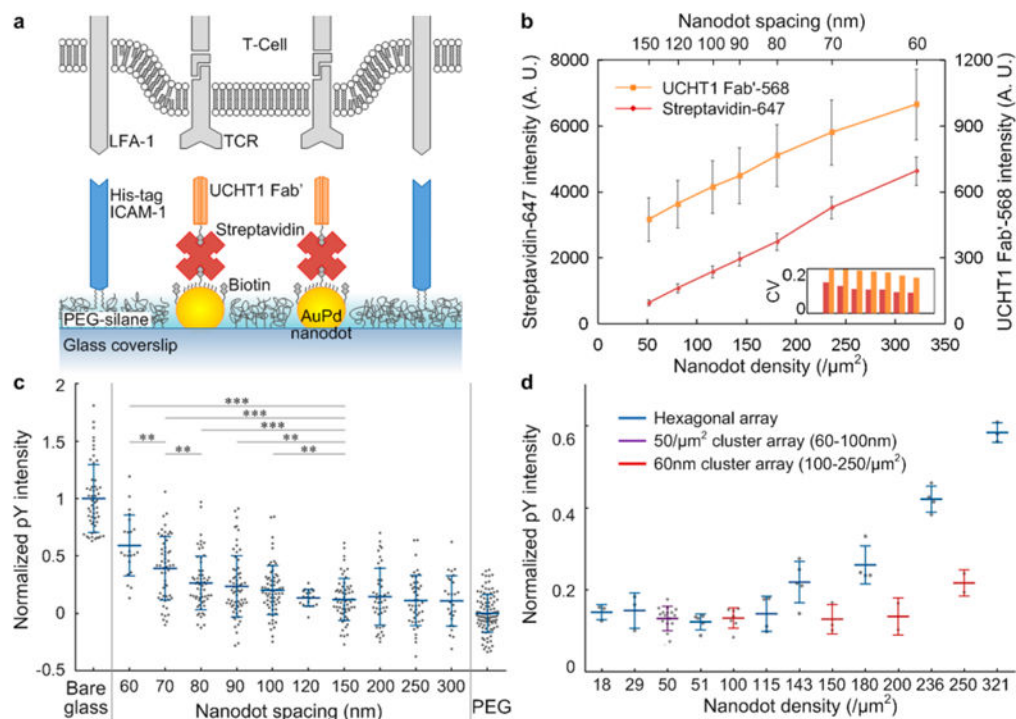 a
T-Cell
LFA-1
TCR
His-tag
ICAM-1
UCHT1 Fab'
Streptavidin
Biotin
PEG-silane
AuPd
nanodot
Glass coverslip
b
Nanodot spacing (nm)
150 120 100 90 80 70 60
Streptavidin-647 intensity (A. U.)
8000
6000
4000
2000
0
UCHT1 Fab'-568
Streptavidin-647
CV
0.2
0
1200
900
600
300
0
UCHT1 Fab'-568 intensity (A. U.)
0 50 100 150 200 250 300 350
Nanodot density (/µm²)
c
Normalized pY intensity
2
1.5
1
0.5
0
-0.5
***
***
***
** **
** **
Bare
glass
60 70 80 90 100 120 150 200 250 300
PEG
Nanodot spacing (nm)
d
Normalized pY intensity
0.6
0.4
0.2
0
Hexagonal array
50/µm² cluster array (60-100nm)
60nm cluster array (100-250/µm²)
18 29 50 51 100 115 143 150 180 200 236 250 321
Nanodot density (/µm²)